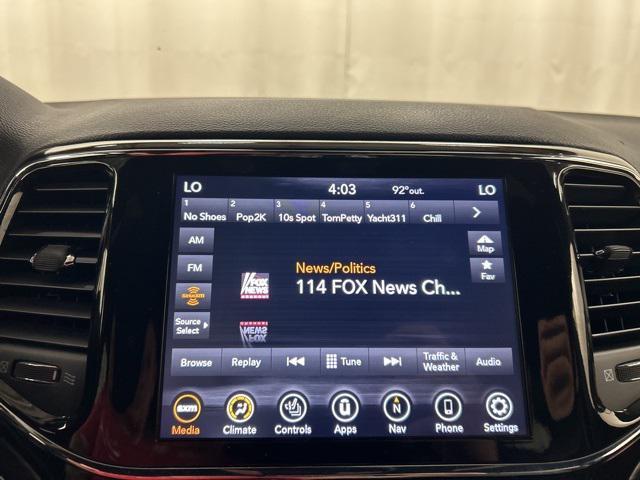 LO 4:03 92°out. LO
1 No Shoes 2 Pop2K 3 10s Spot 4 TomPetty 5 Yacht311 6 Chill
AM
FM
siriusxm
Source
Select
FOX
NEWS
News/Politics
114 FOX News Ch...
Map
Fav
Browse Replay Tune Traffic &
Weather Audio
sxm N
Media Climate Controls Apps Nav Phone Settings